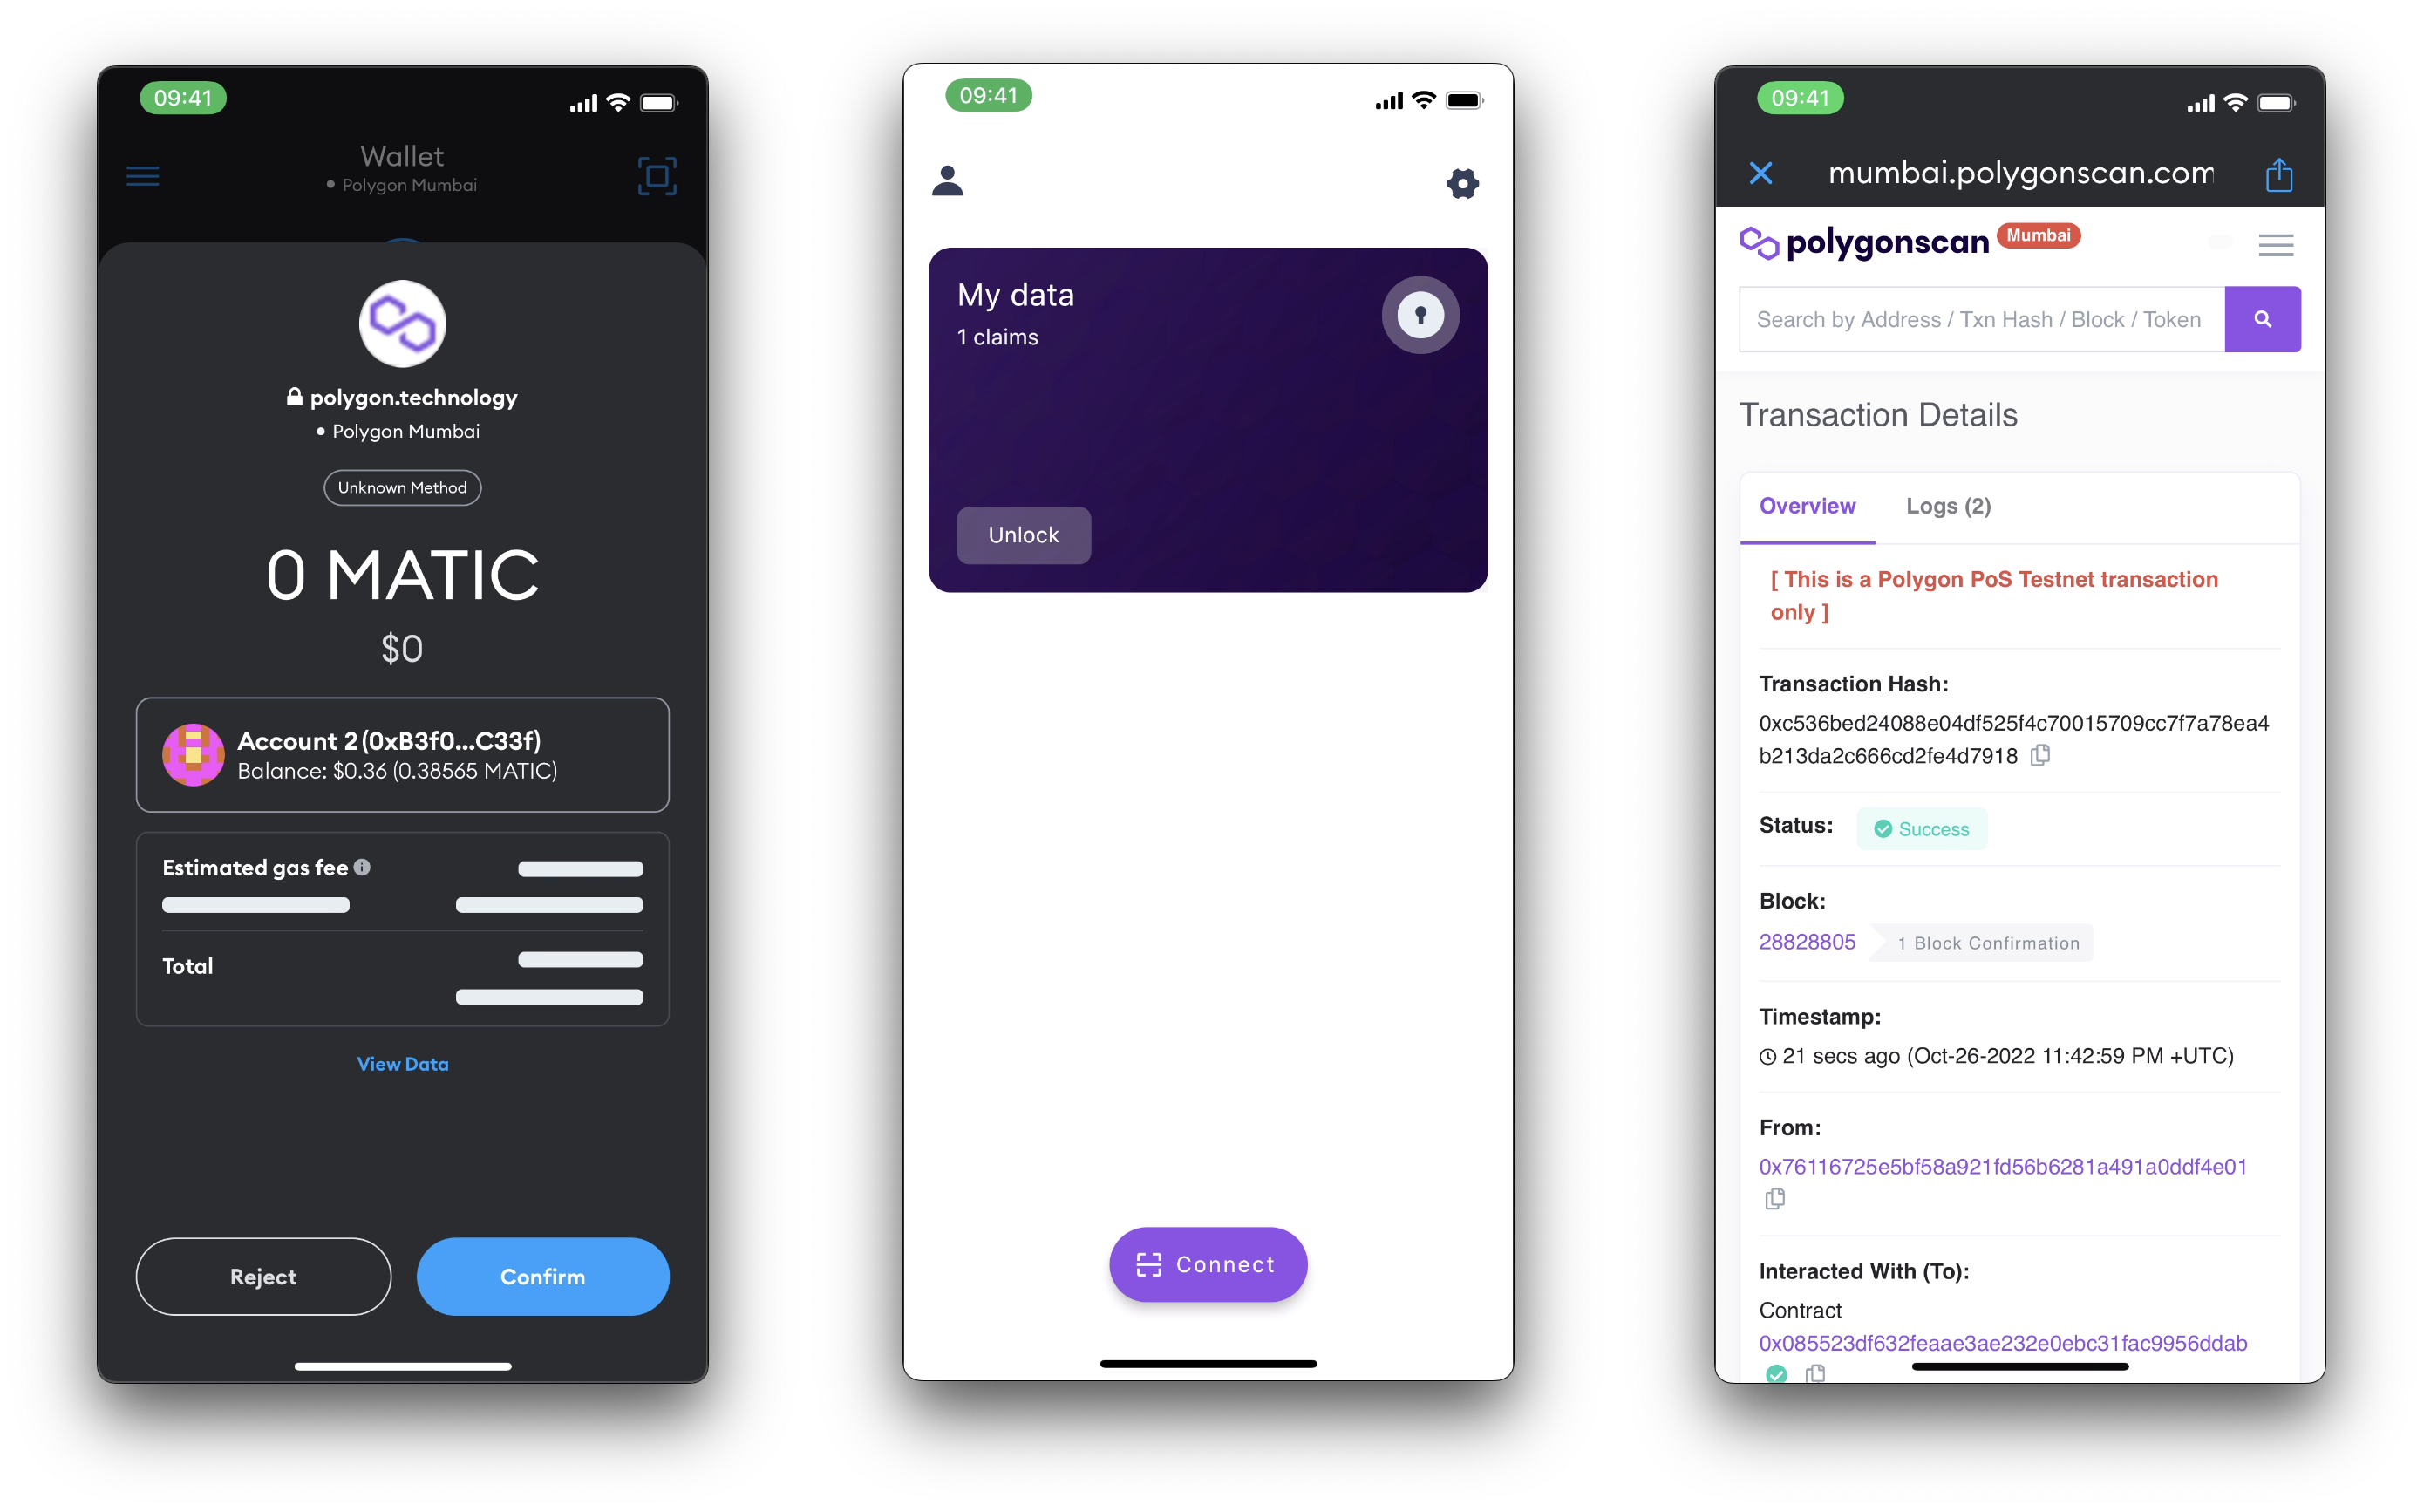 09:41
Wallet
• Polygon Mumbai
polygon.technology
• Polygon Mumbai
Unknown Method
0 MATIC
$0
Account 2 (0xB3f0...C33f)
Balance: $0.36 (0.38565 MATIC)
Estimated gas fee
Total
View Data
Reject
Confirm
09:41
My data
1 claims
Unlock
Connect
09:41
mumbai.polygonscan.com
polygonscan Mumbai
Search by Address / Txn Hash / Block / Token
Transaction Details
Overview
Logs (2)
[ This is a Polygon PoS Testnet transaction
only ]
Transaction Hash:
0xc536bed24088e04df525f4c70015709cc7f7a78ea4
b213da2c666cd2fe4d7918
Status:
Success
Block:
28828805
1 Block Confirmation
Timestamp:
21 secs ago (Oct-26-2022 11:42:59 PM +UTC)
From:
0x76116725e5bf58a921fd56b6281a491a0ddf4e01
Interacted With (To):
Contract
0x085523df632feaae3ae232e0ebc31fac9956ddab